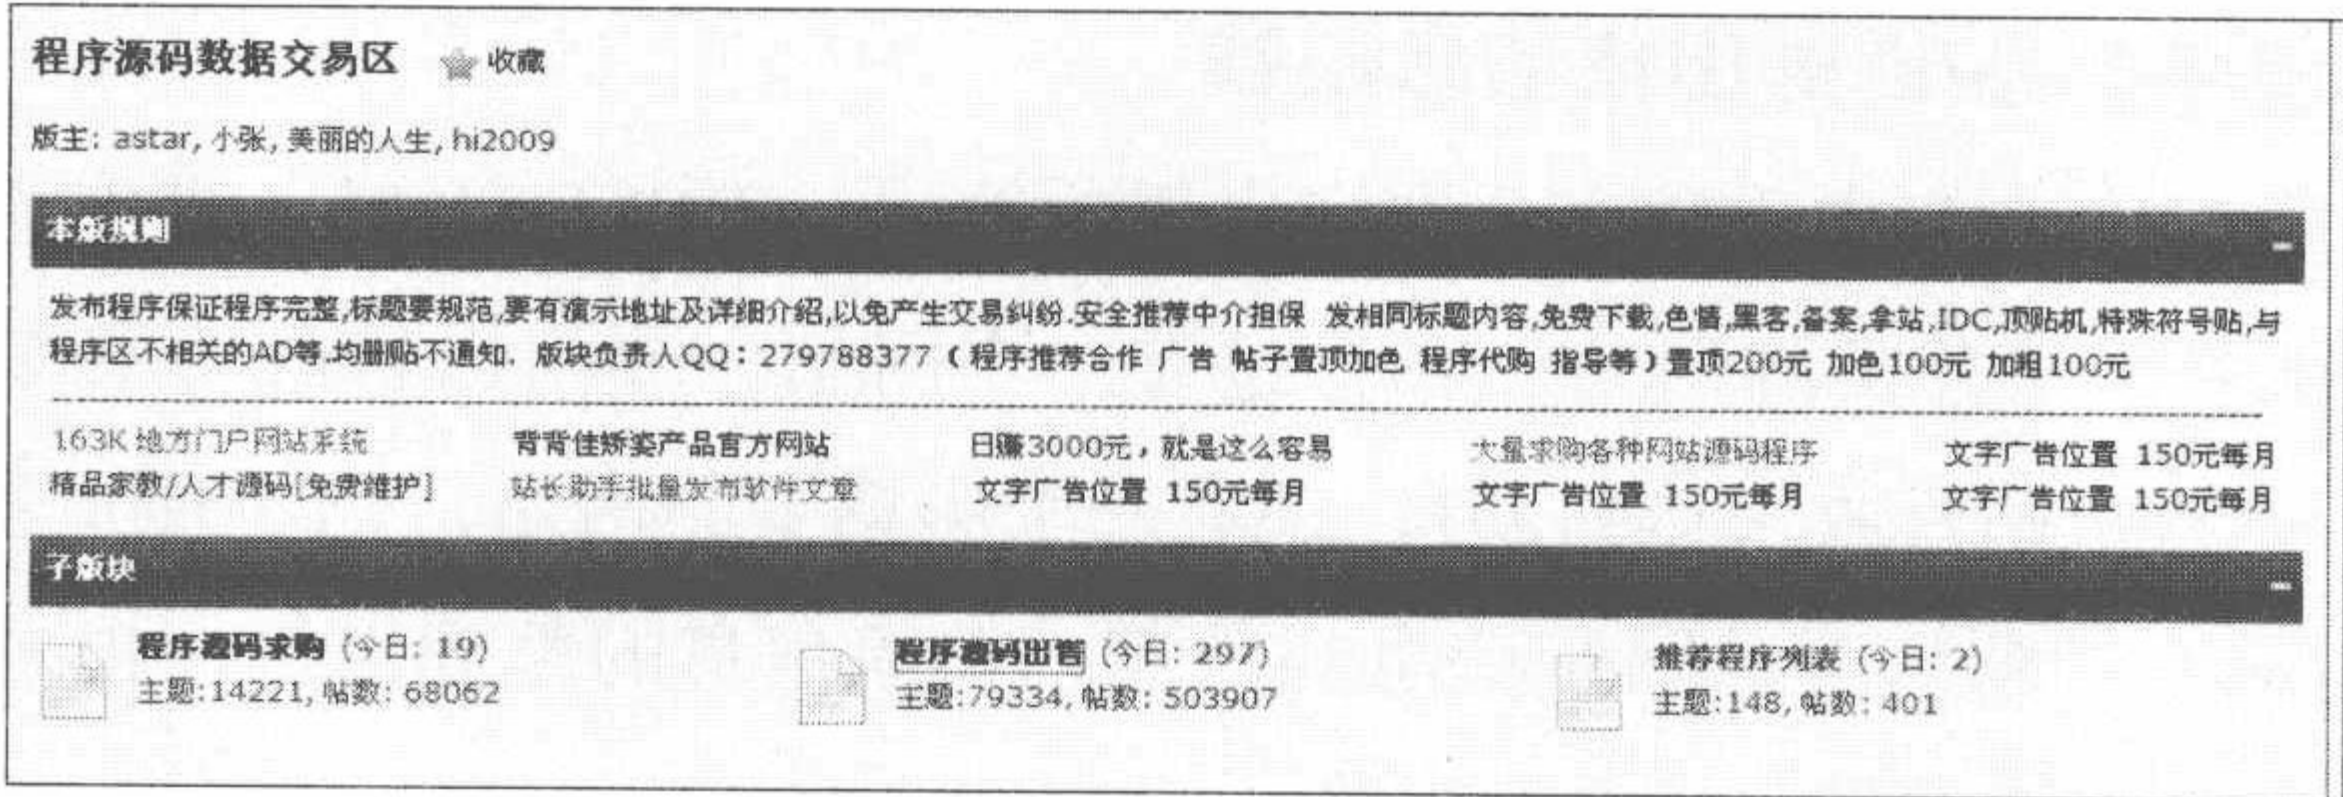 程序源码数据交易区 收藏
版主: astar, 小张, 美丽的人生, hi2009
本版规则
发布程序保证程序完整,标题要规范,要有演示地址及详细介绍,以免产生交易纠纷.安全推荐中介担保 发相同标题内容,免费下载,色情,黑客,备案,拿站,IDC,顶贴机,特殊符号贴,与
程序区不相关的AD等.均删贴不通知. 版块负责人QQ：279788377（程序推荐合作 广告 帖子置顶加色 程序代购 指导等）置顶200元 加色100元 加粗100元
163K 地方门户网站系统 背背佳矫姿产品官方网站 日赚3000元，就是这么容易 大量求购各种网站源码程序 文字广告位置 150元每月
精品家教/人才源码[免费维护] 站长助手批量发布软件文章 文字广告位置 150元每月 文字广告位置 150元每月 文字广告位置 150元每月
子版块
程序源码求购 (今日: 19) 程序源码出售 (今日: 297) 推荐程序列表 (今日: 2)
主题:14221, 帖数: 68062 主题:79334, 帖数: 503907 主题:148, 帖数: 401